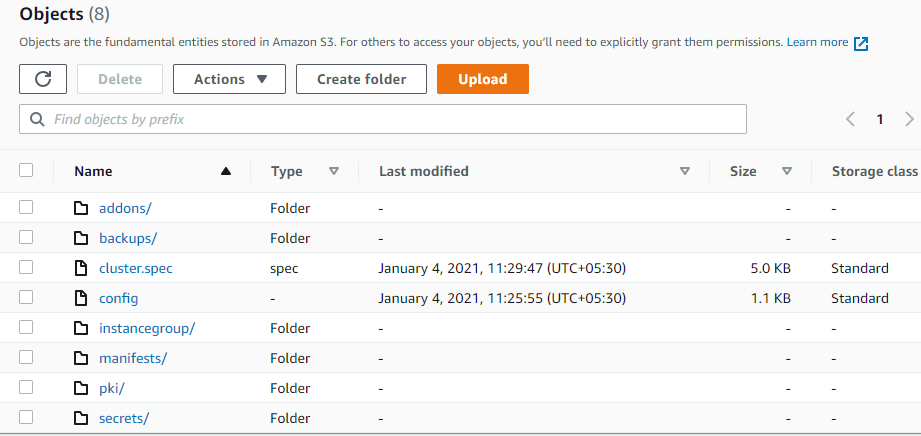 Objects (8)
Objects are the fundamental entities stored in Amazon S3. For others to access your objects, you'll need to explicitly grant them permissions. Learn more
Delete Actions Create folder Upload
Find objects by prefix 1
Name Type Last modified Size Storage class
addons/ Folder - - -
backups/ Folder - - -
cluster.spec spec January 4, 2021, 11:29:47 (UTC+05:30) 5.0 KB Standard
config - January 4, 2021, 11:25:55 (UTC+05:30) 1.1 KB Standard
instancegroup/ Folder - - -
manifests/ Folder - - -
pki/ Folder - - -
secrets/ Folder - - -